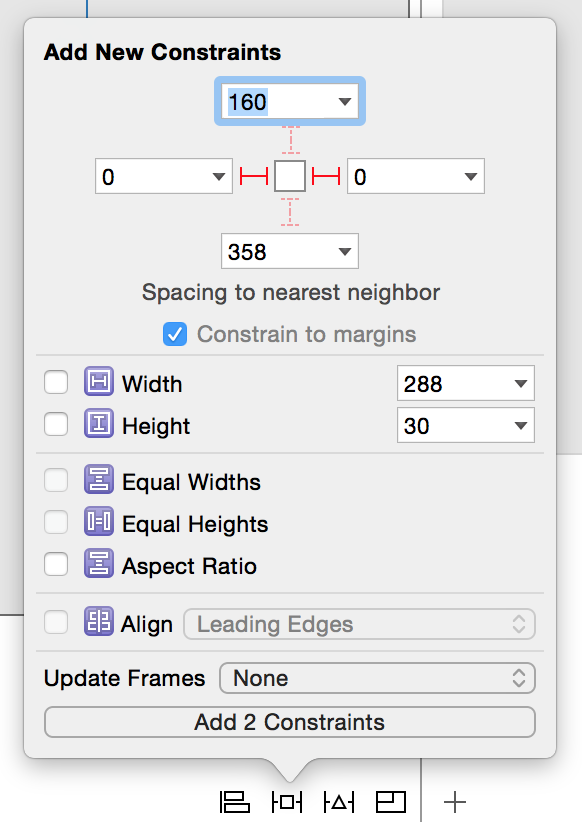 Add New Constraints
160
0 0
358
Spacing to nearest neighbor
Constrain to margins
Width 288
Height 30
Equal Widths
Equal Heights
Aspect Ratio
Align Leading Edges
Update Frames None
Add 2 Constraints